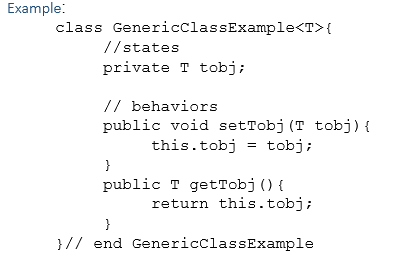 Example:
class GenericClassExample<T>{
//states
private T tobj;
// behaviors
public void setTobj(T tobj){
this.tobj = tobj;
}
public T getTobj(){
return this.tobj;
}
}// end GenericClassExample